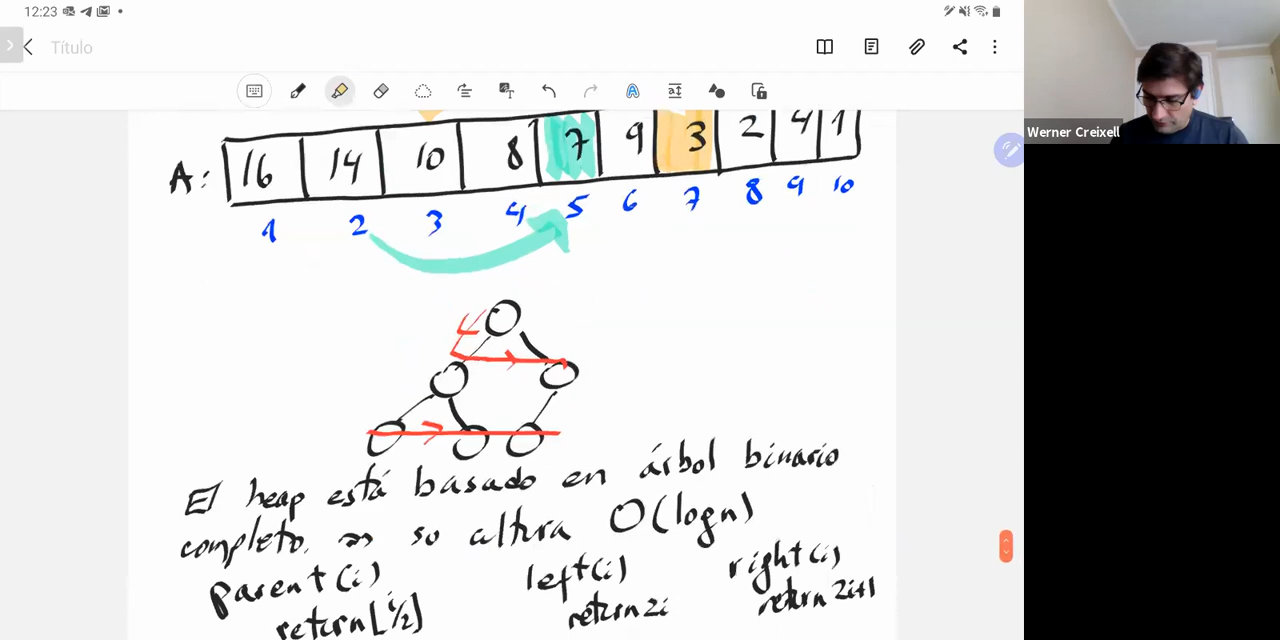 12:23
Título
Werner Creixell
A: 16 14 10 8 7 9 3 2 4 1
1 2 3 4 5 6 7 8 9 10
El heap está basado en árbol binario
completo. ⇒ su altura O(logn)
parent(i) left(i) right(i)
return⌊i/2⌋ return 2i return 2i+1